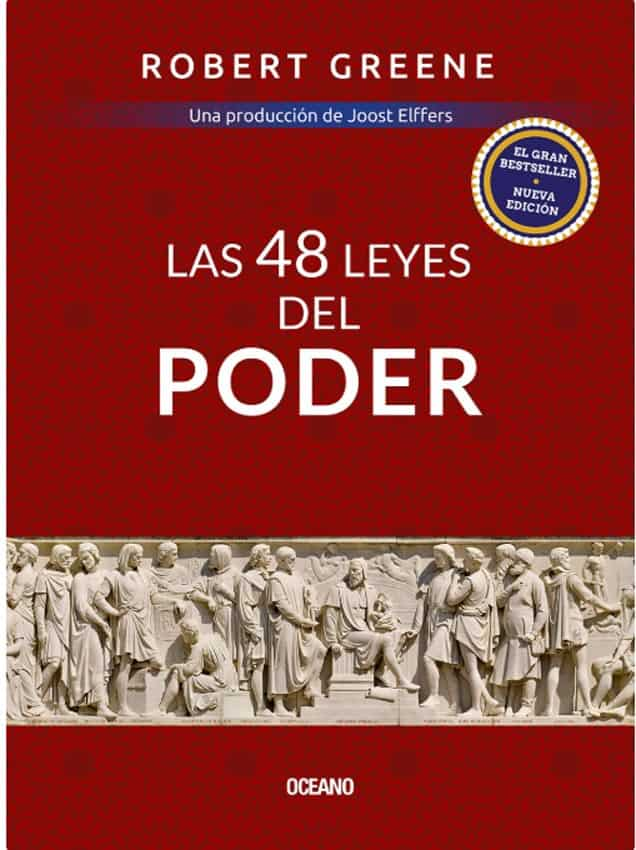 ROBERT GREENE
Una producción de Joost Elffers
EL GRAN
BESTSELLER
NUEVA
EDICIÓN
LAS 48 LEYES
DEL
PODER
OCEANO